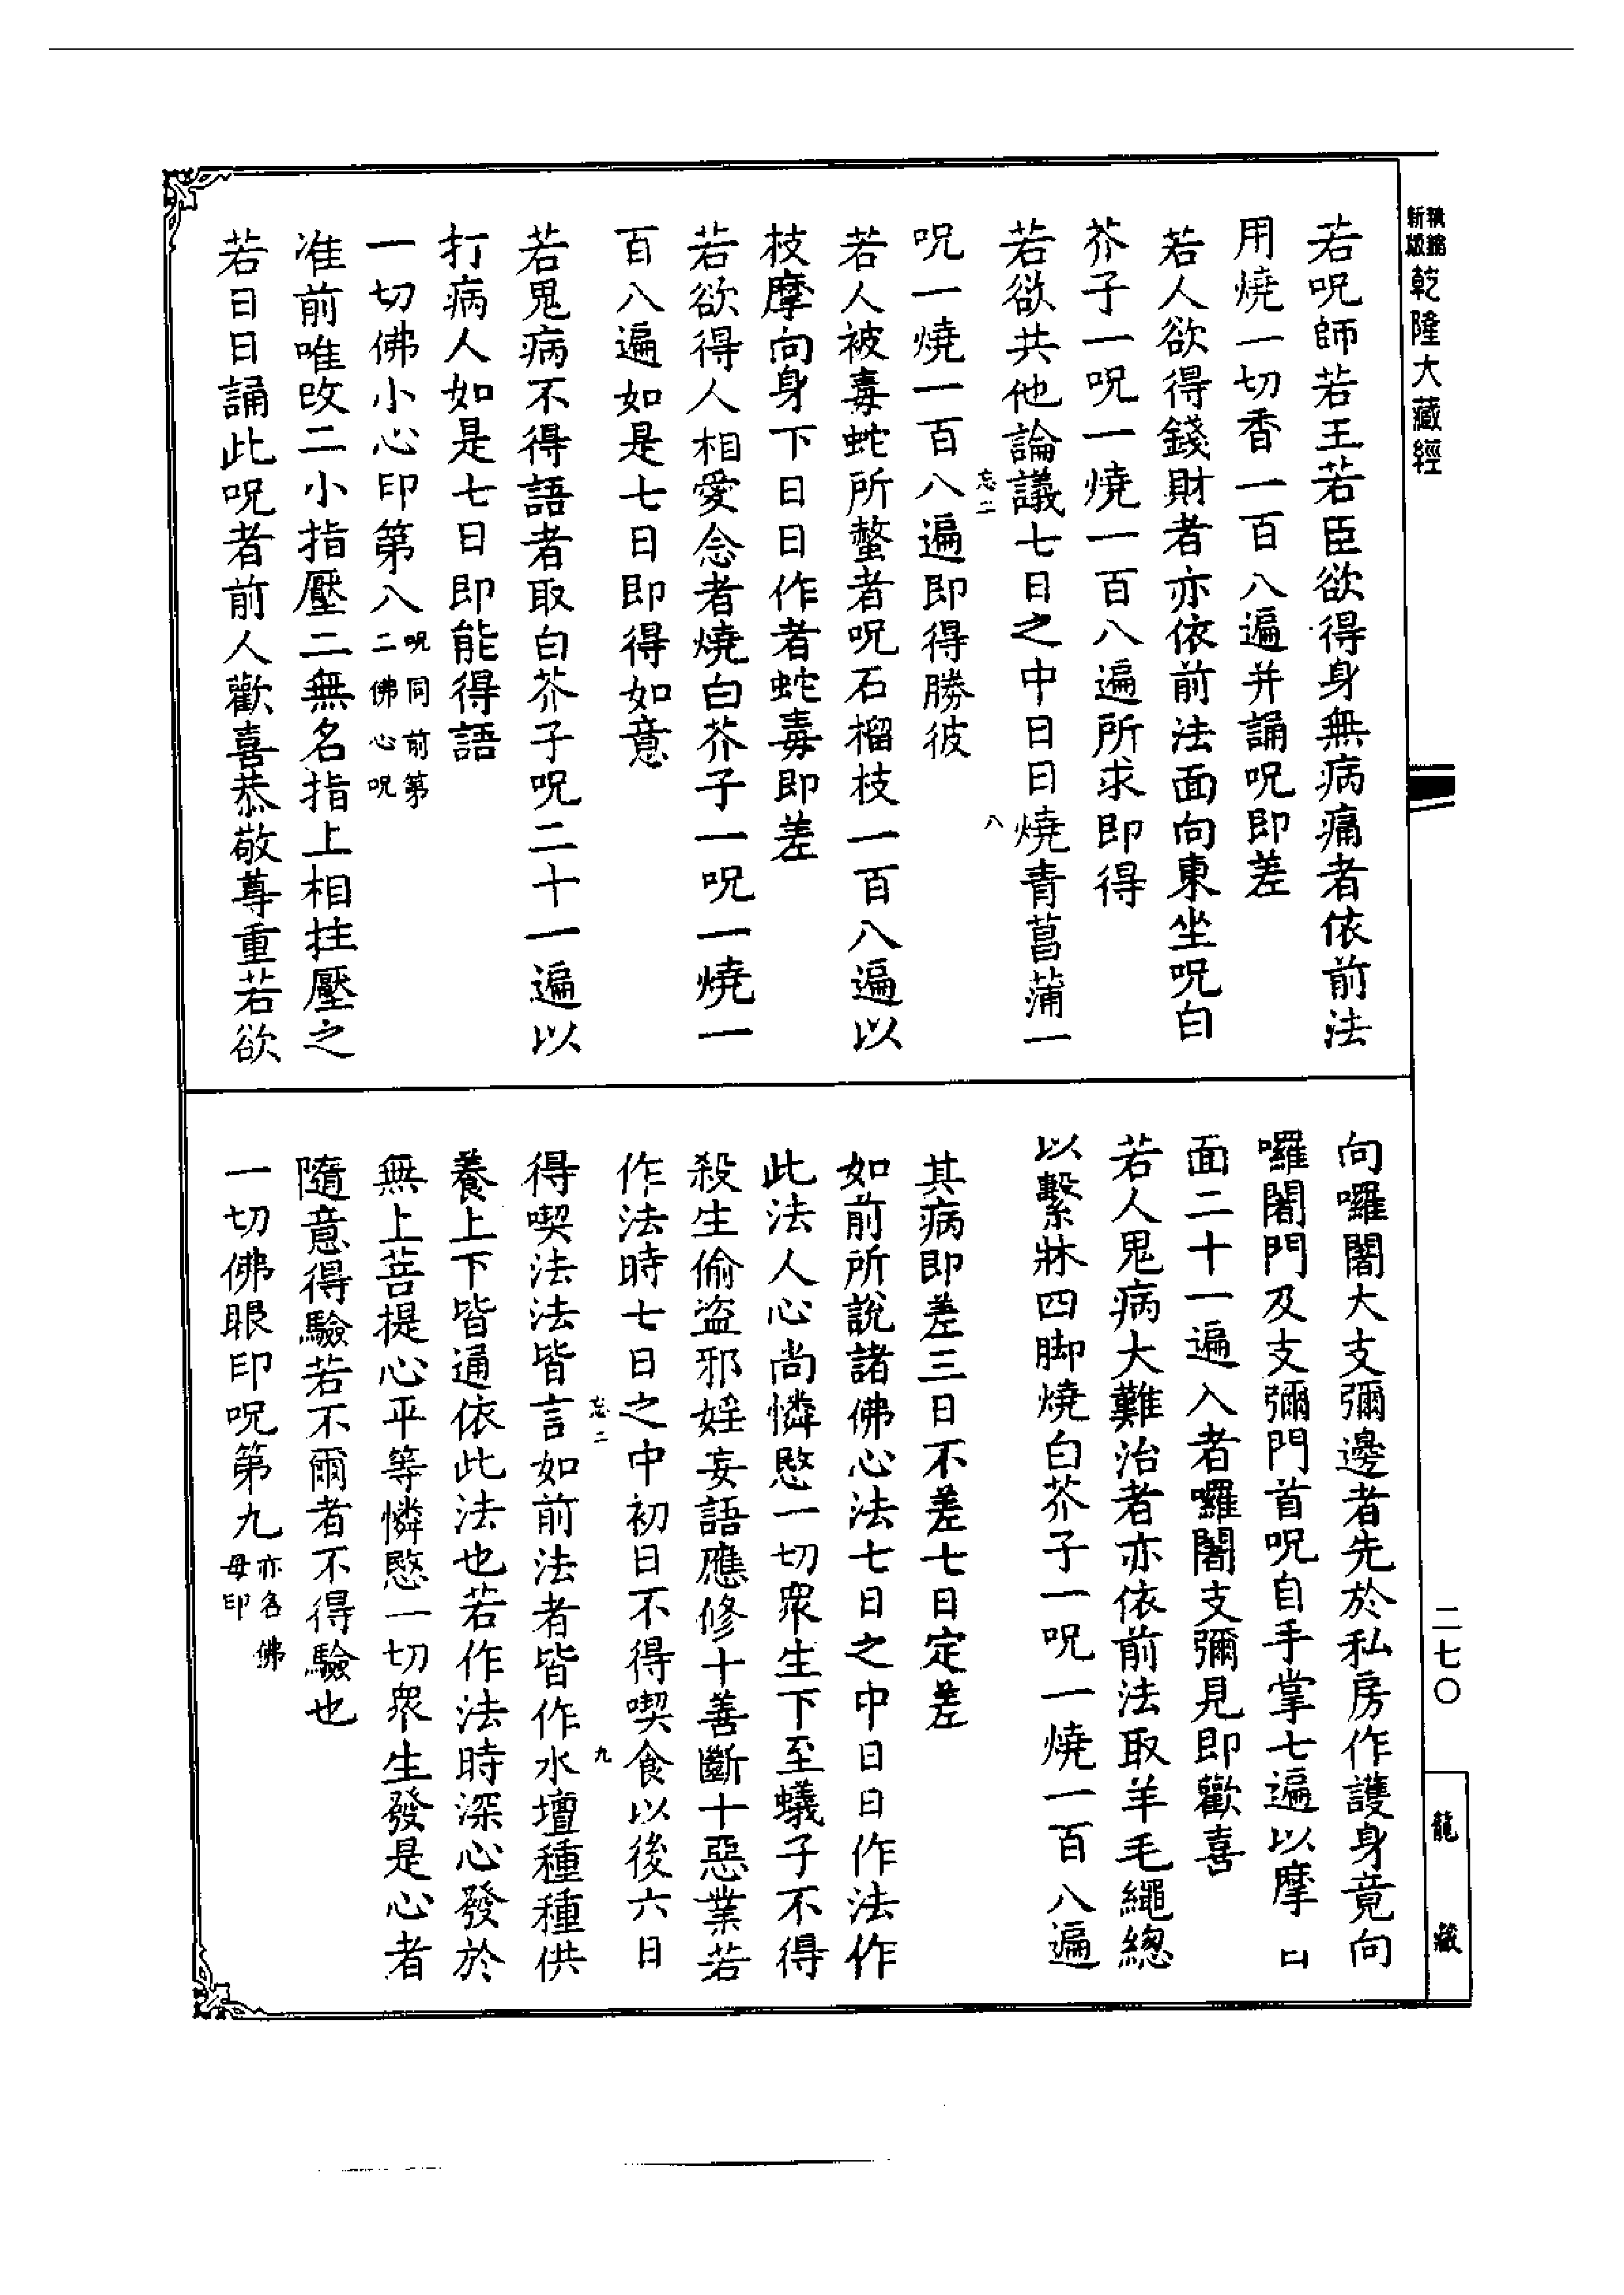 新編縮版 乾隆大藏經
若呪師若王若臣欲得身無病痛者依前法
用燒一切香一百八遍并誦呪即差
若人欲得錢財者亦依前法面向東坐呪白
芥子一呪一燒一百八遍所求即得
若欲共他論議七日之中日日燒青菖蒲一
忘二 八
呪一燒一百八遍即得勝彼
若人被毒蛇所螫者呪石榴枝一百八遍以
枝摩向身下日日作者蛇毒即差
若欲得人相愛念者燒白芥子一呪一燒一
百八遍如是七日即得如意
若鬼病不得語者取白芥子呪二十一遍以
打病人如是七日即能得語
一切佛小心印第八 呪同前第二佛心呪
准前唯改二小指壓二無名指上相拄壓之
若日日誦此呪者前人歡喜恭敬尊重若欲
向囉闍大支彌邊者先於私房作護身竟向
囉闍門及支彌門首呪自手掌七遍以摩口
面二十一遍入者囉闍支彌見即歡喜
若人鬼病大難治者亦依前法取羊毛繩總
以繫牀四脚燒白芥子一呪一燒一百八遍
其病即差三日不差七日定差
如前所說諸佛心法七日之中日日作法作
此法人心尚憐愍一切衆生下至蟻子不得
殺生偷盜邪婬妄語應修十善斷十惡業若
作法時七日之中初日不得喫食以後六日
忘二 九
得喫法法皆言如前法者皆作水壇種種供
養上下皆通依此法也若作法時深心發於
無上菩提心平等憐愍一切衆生發是心者
隨意得驗若不爾者不得驗也
一切佛眼印呪第九 亦名佛母印
二七〇
龍藏